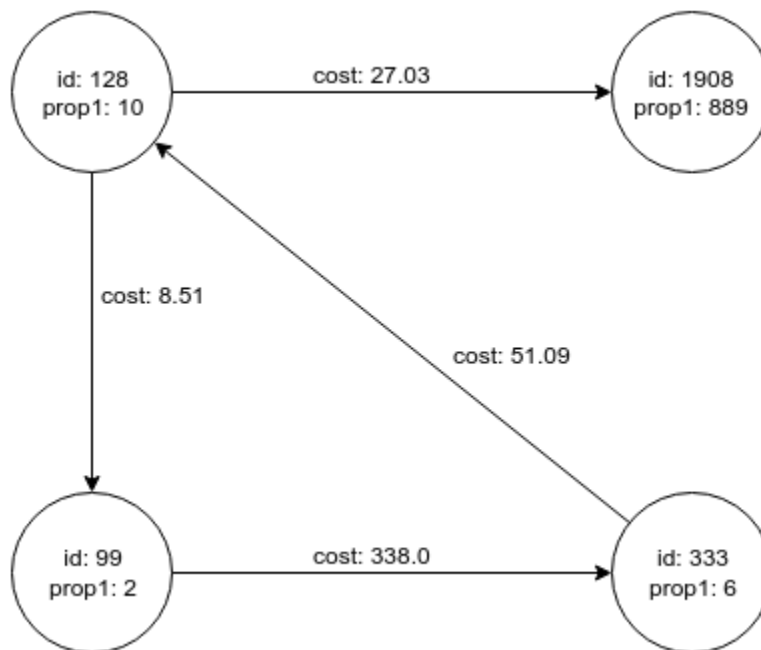 id: 128
prop1: 10
cost: 27.03
id: 1908
prop1: 889
cost: 8.51
cost: 51.09
id: 99
prop1: 2
cost: 338.0
id: 333
prop1: 6